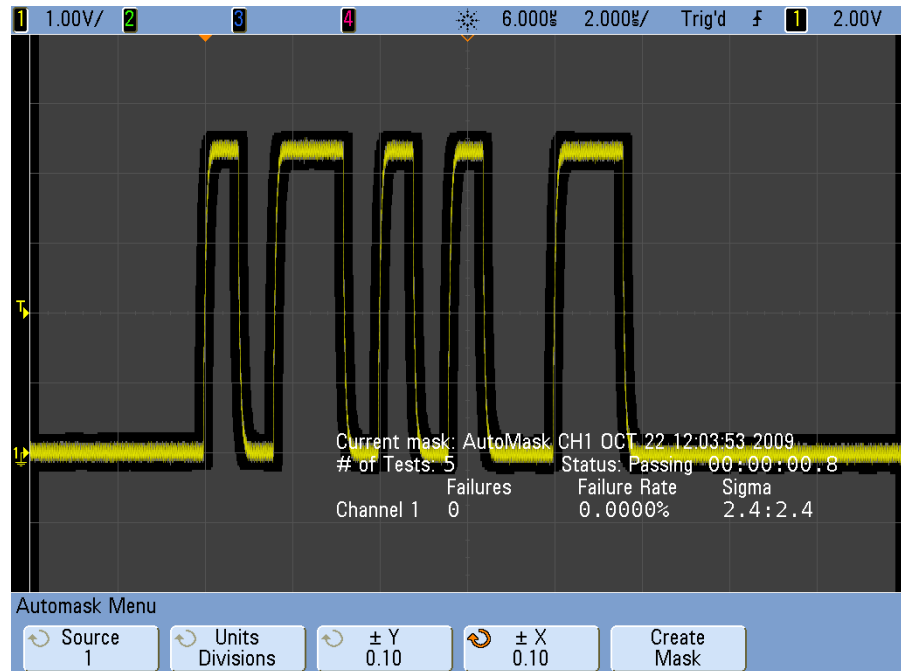 1 1.00V/ 2 3 4 6.000µs 2.000µs/ Trig'd 1 2.00V
T
1
Current mask: AutoMask CH1 OCT 22 12:03:53 2009
# of Tests: 5 Status: Passing 00:00:00.8
Failures Failure Rate Sigma
Channel 1 0 0.0000% 2.4:2.4
Automask Menu
Source Units ± Y ± X Create
1 Divisions 0.10 0.10 Mask